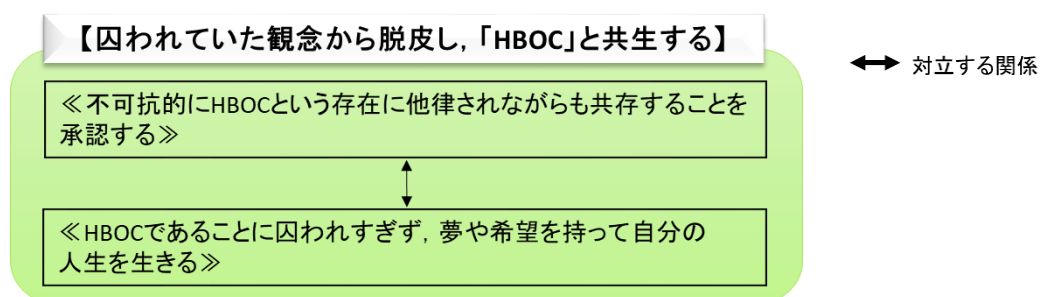 【囚われていた観念から脱皮し，「HBOC」と共生する】
対立する関係
≪不可抗的にHBOCという存在に他律されながらも共存することを
承認する≫
≪HBOCであることに囚われすぎず，夢や希望を持って自分の
人生を生きる≫